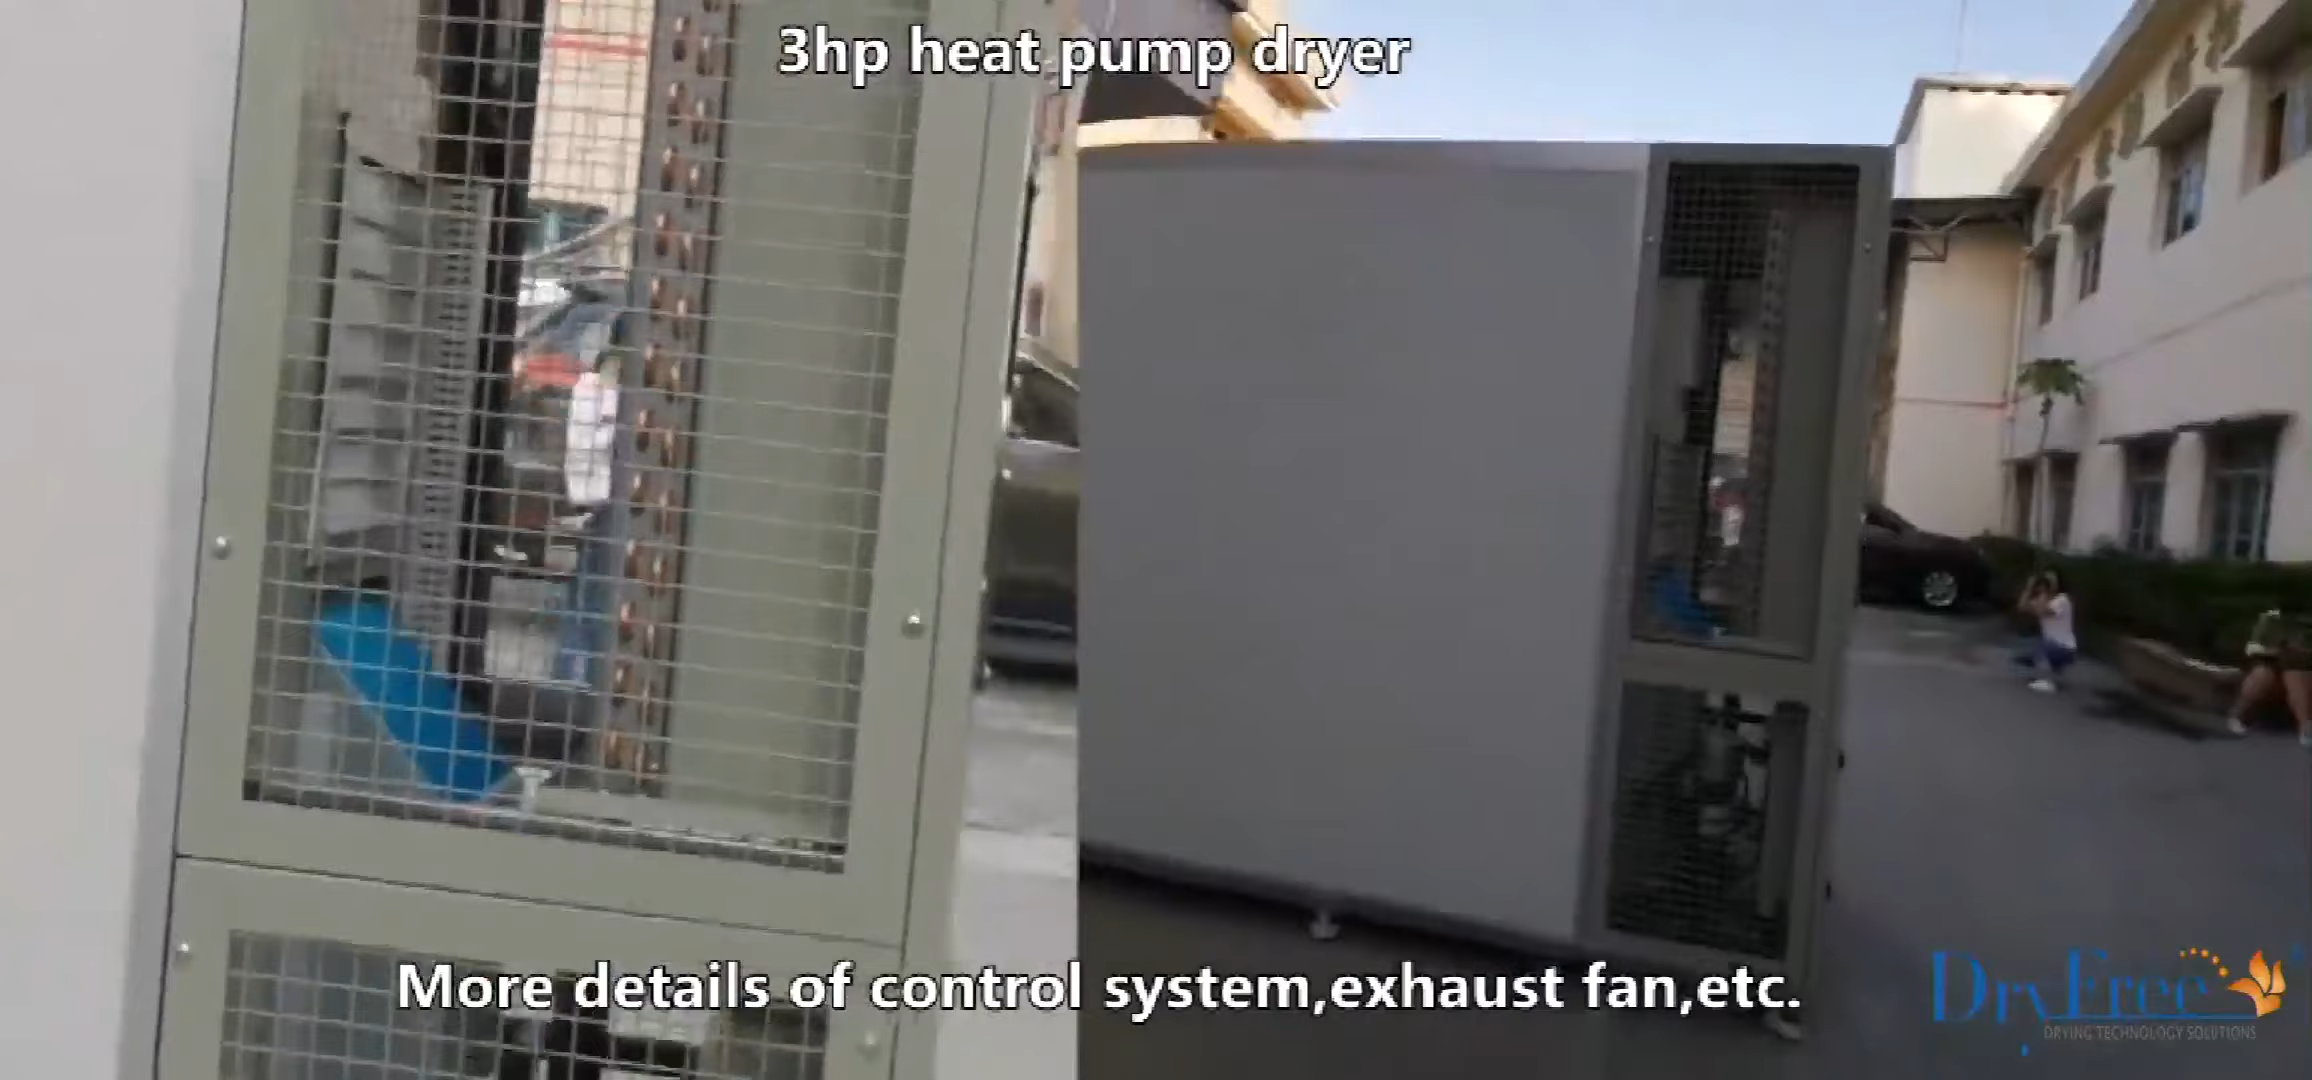 3hp heat pump dryer
More details of control system,exhaust fan,etc.
DryFree
DRYING TECHNOLOGY SOLUTIONS